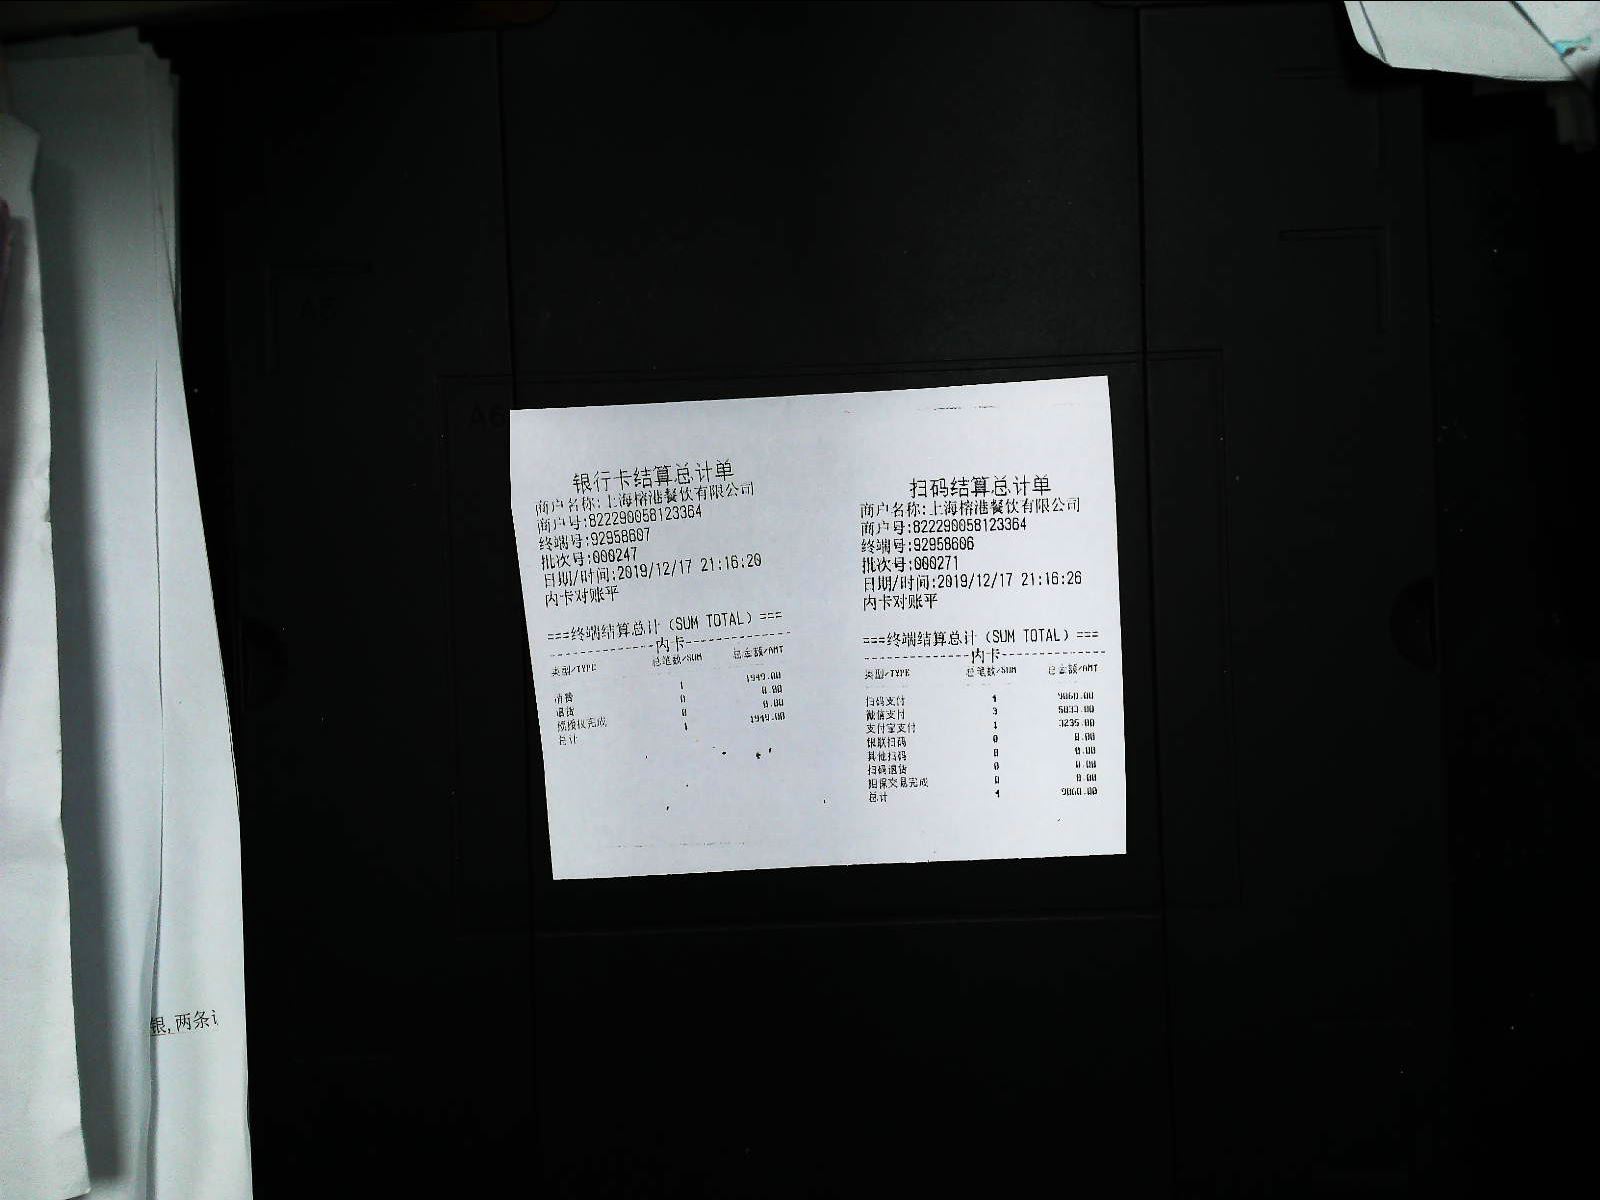 银行卡结算总计单
商户名称:上海榕港餐饮有限公司
商户号:822290058123364
终端号:92958607
批次号:000247
日期/时间:2019/12/17 21:16:20
内卡对账平
===终端结算总计(SUM TOTAL)===
内卡
类型/TYPE 总笔数/SUM 总金额/AMT
消费 1 1949.00
退货 0 0.00
预授权完成 0 0.00
总计 1 1949.00
扫码结算总计单
商户名称:上海榕港餐饮有限公司
商户号:822290058123364
终端号:92958606
批次号:000271
日期/时间:2019/12/17 21:16:26
内卡对账平
===终端结算总计(SUM TOTAL)===
内卡
类型/TYPE 总笔数/SUM 总金额/AMT
扫码支付 4
微信支付 3
支付宝支付 1 3235.00
银联扫码 0 0.00
其他扫码 0 0.00
扫码退货 0 0.00
担保交易完成 0 0.00
总计 4
银,两条
A6